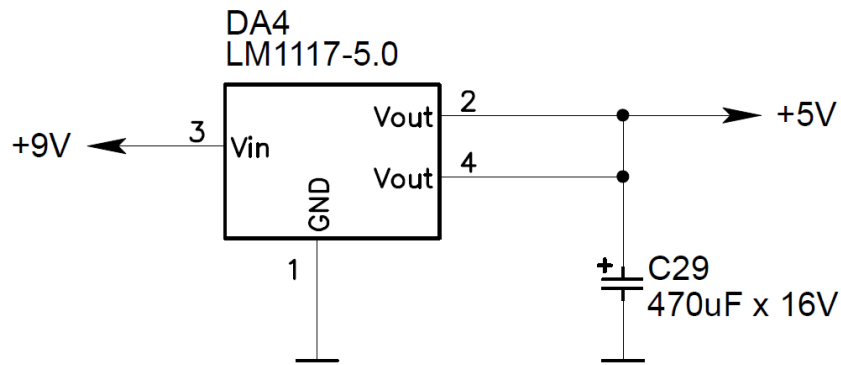 DA4
LM1117-5.0
+9V
3
Vin
Vout
2
+5V
Vout
4
GND
1
+
C29
470uF x 16V